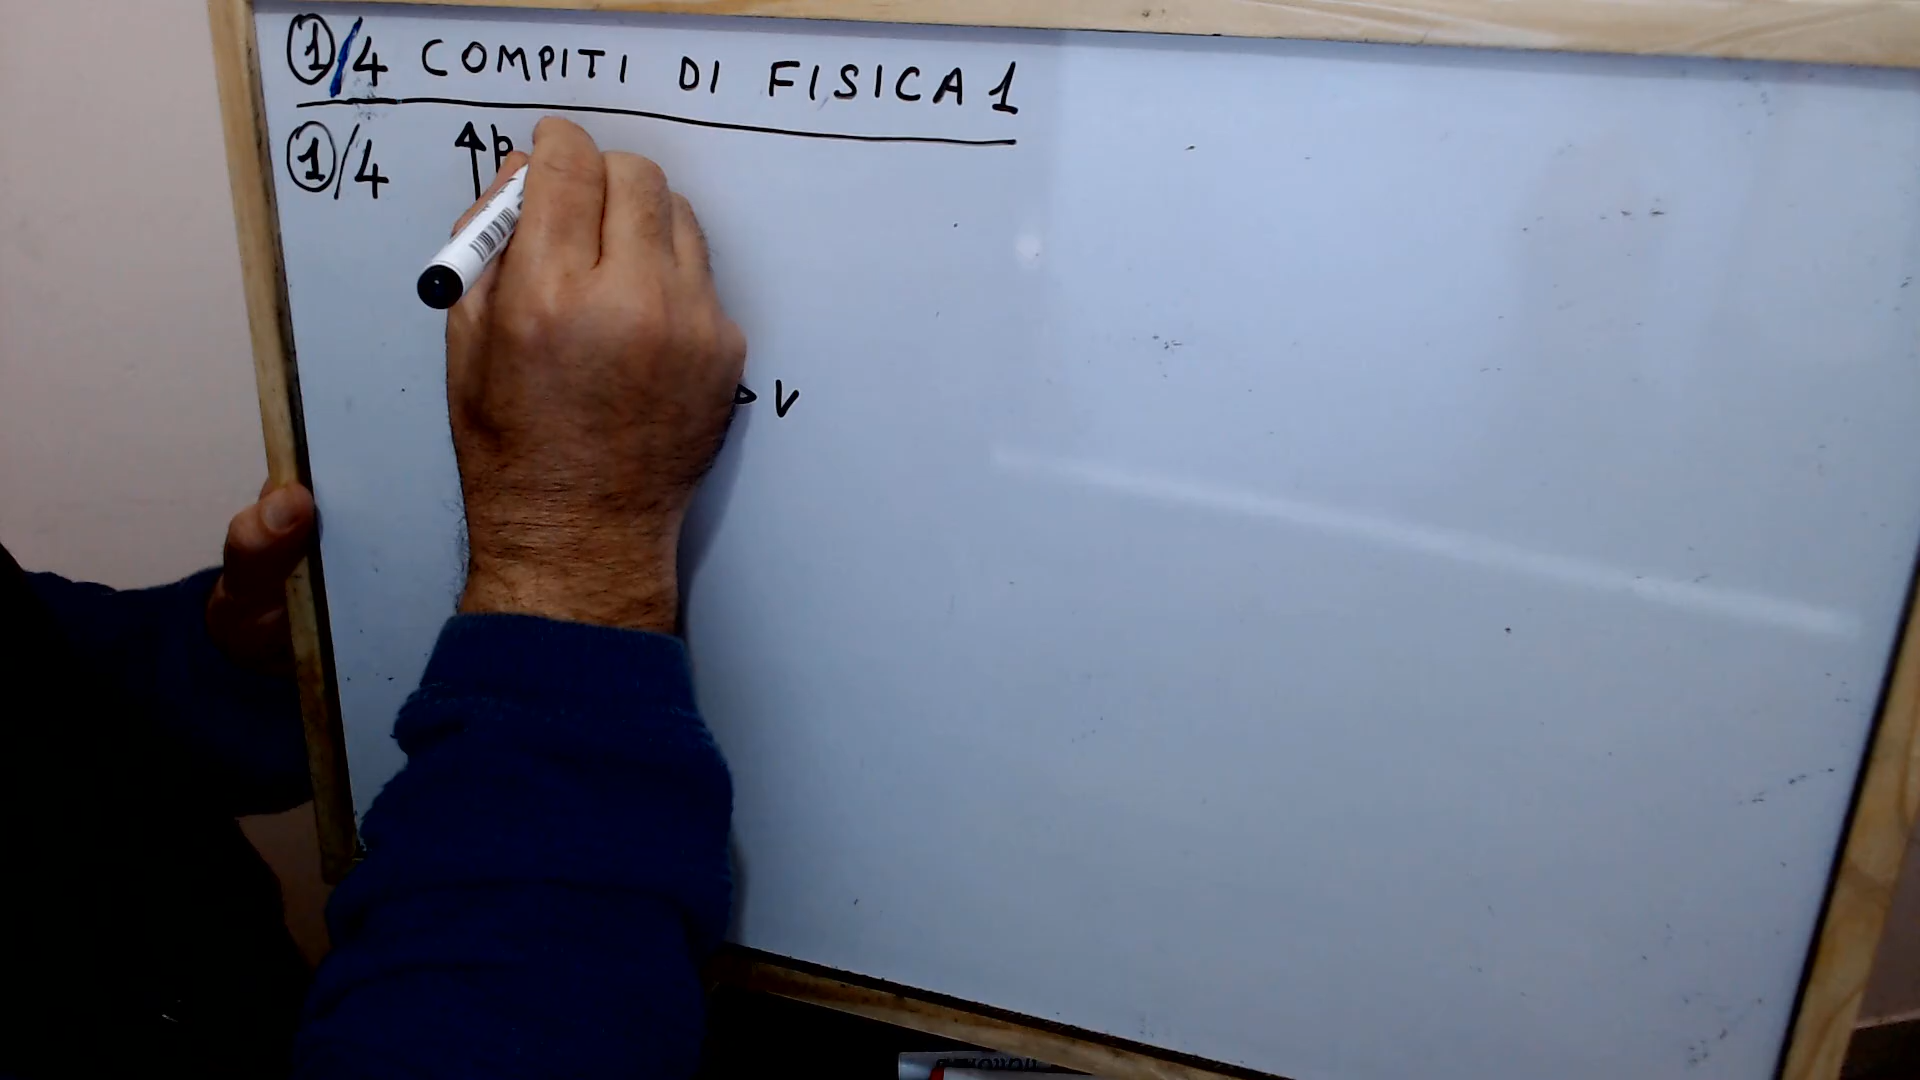 ①/4 COMPITI DI FISICA 1
①/4
p
V